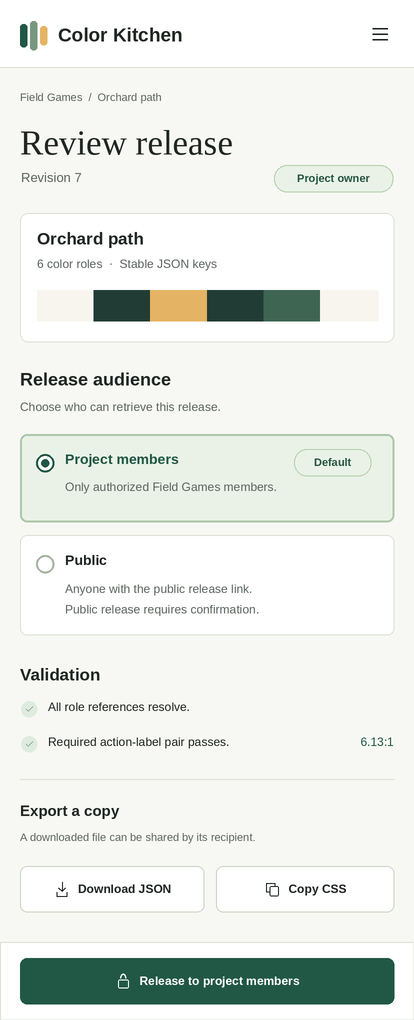 Color Kitchen
Field Games / Orchard path
Review release
Revision 7
Project owner
Orchard path
6 color roles · Stable JSON keys
Release audience
Choose who can retrieve this release.
Project members
Default
Only authorized Field Games members.
Public
Anyone with the public release link.
Public release requires confirmation.
Validation
All role references resolve.
Required action-label pair passes. 6.13:1
Export a copy
A downloaded file can be shared by its recipient.
Download JSON
Copy CSS
Release to project members